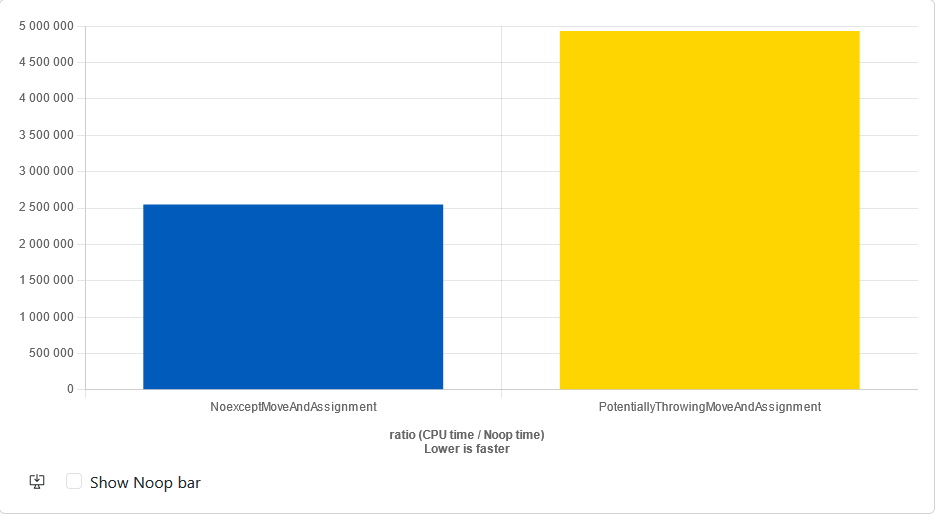 5 000 000
4 500 000
4 000 000
3 500 000
3 000 000
2 500 000
2 000 000
1 500 000
1 000 000
500 000
0
NoexceptMoveAndAssignment PotentiallyThrowingMoveAndAssignment
ratio (CPU time / Noop time)
Lower is faster
Show Noop bar